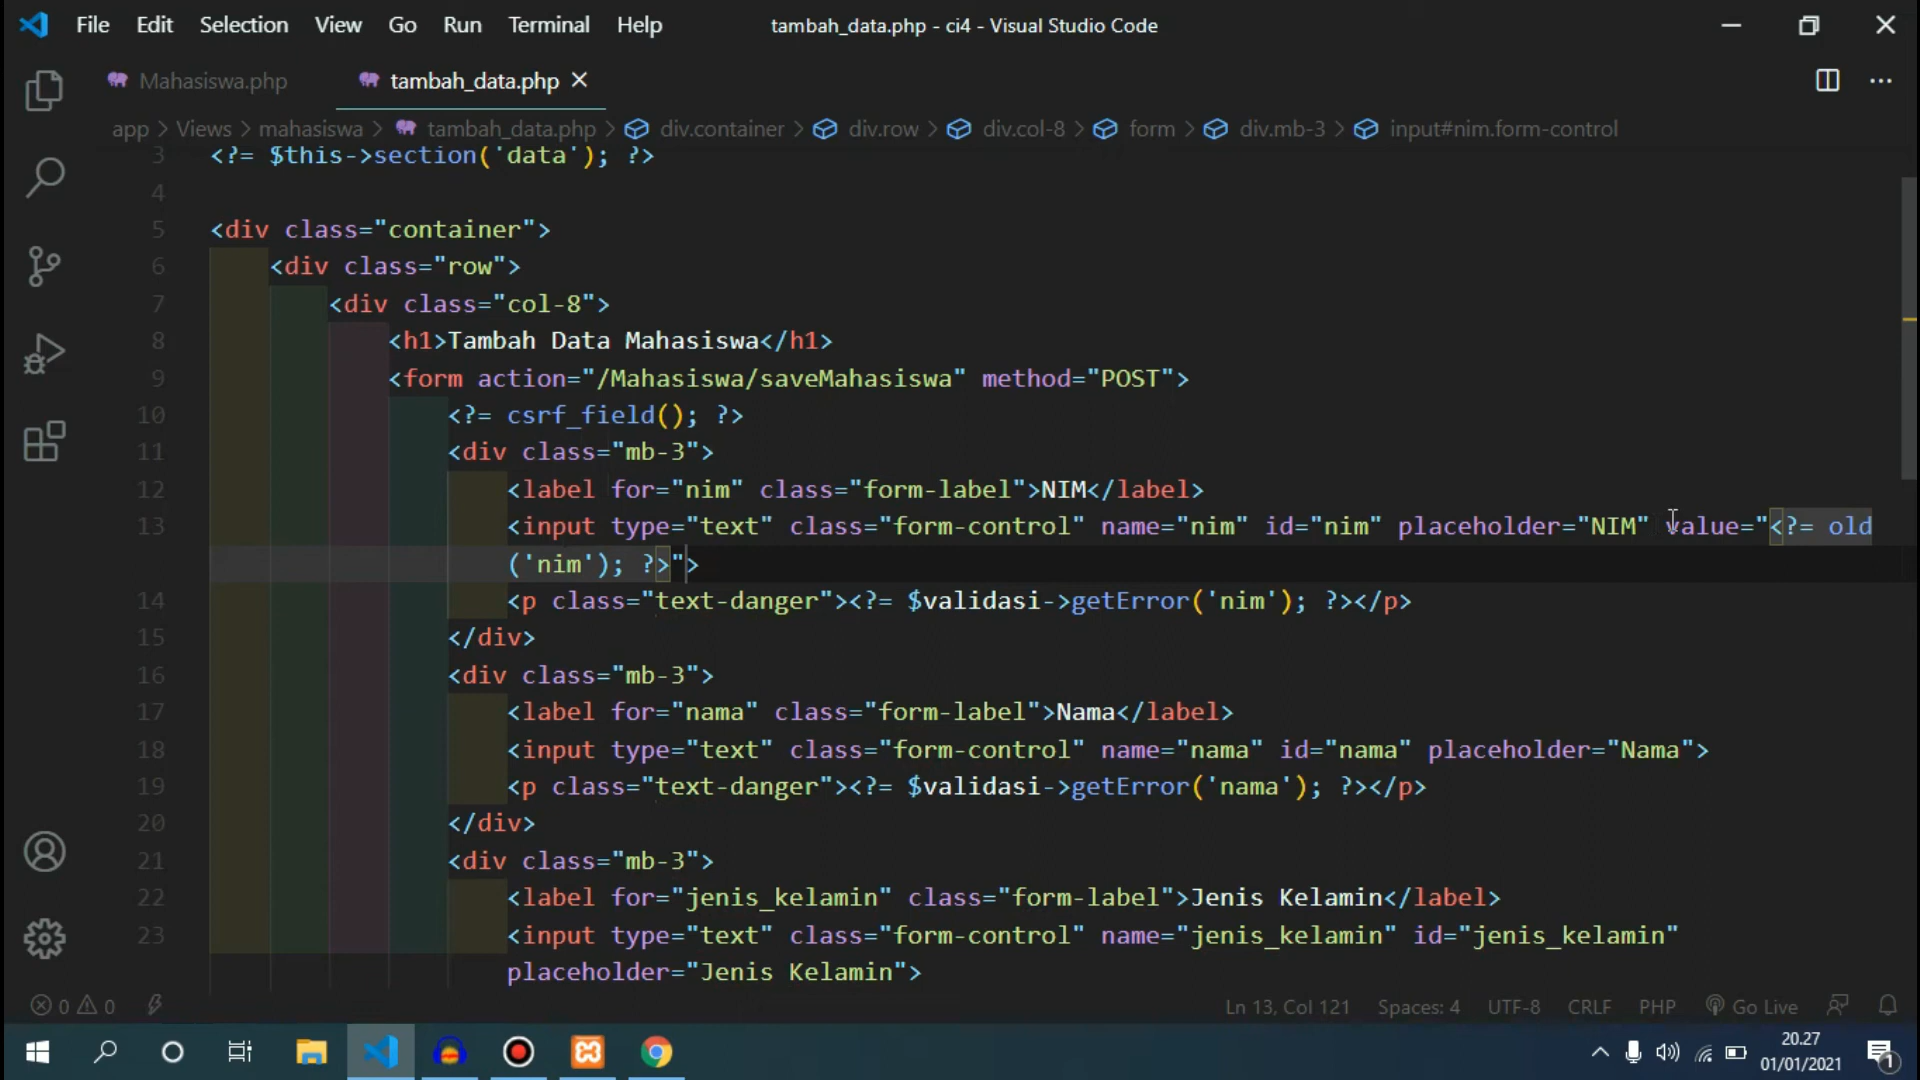 File Edit Selection View Go Run Terminal Help tambah_data.php - ci4 - Visual Studio Code
Mahasiswa.php tambah_data.php
app > Views > mahasiswa > tambah_data.php > div.container > div.row > div.col-8 > form > div.mb-3 > input#nim.form-control
3 <?= $this->section('data'); ?>
4
5 <div class="container">
6 <div class="row">
7 <div class="col-8">
8 <h1>Tambah Data Mahasiswa</h1>
9 <form action="/Mahasiswa/saveMahasiswa" method="POST">
10 <?= csrf_field(); ?>
11 <div class="mb-3">
12 <label for="nim" class="form-label">NIM</label>
13 <input type="text" class="form-control" name="nim" id="nim" placeholder="NIM" value="<?= old
('nim'); ?>">
14 <p class="text-danger"><?= $validasi->getError('nim'); ?></p>
15 </div>
16 <div class="mb-3">
17 <label for="nama" class="form-label">Nama</label>
18 <input type="text" class="form-control" name="nama" id="nama" placeholder="Nama">
19 <p class="text-danger"><?= $validasi->getError('nama'); ?></p>
20 </div>
21 <div class="mb-3">
22 <label for="jenis_kelamin" class="form-label">Jenis Kelamin</label>
23 <input type="text" class="form-control" name="jenis_kelamin" id="jenis_kelamin"
placeholder="Jenis Kelamin">
0 0 Ln 13, Col 121 Spaces: 4 UTF-8 CRLF PHP Go Live
20.27
01/01/2021
1